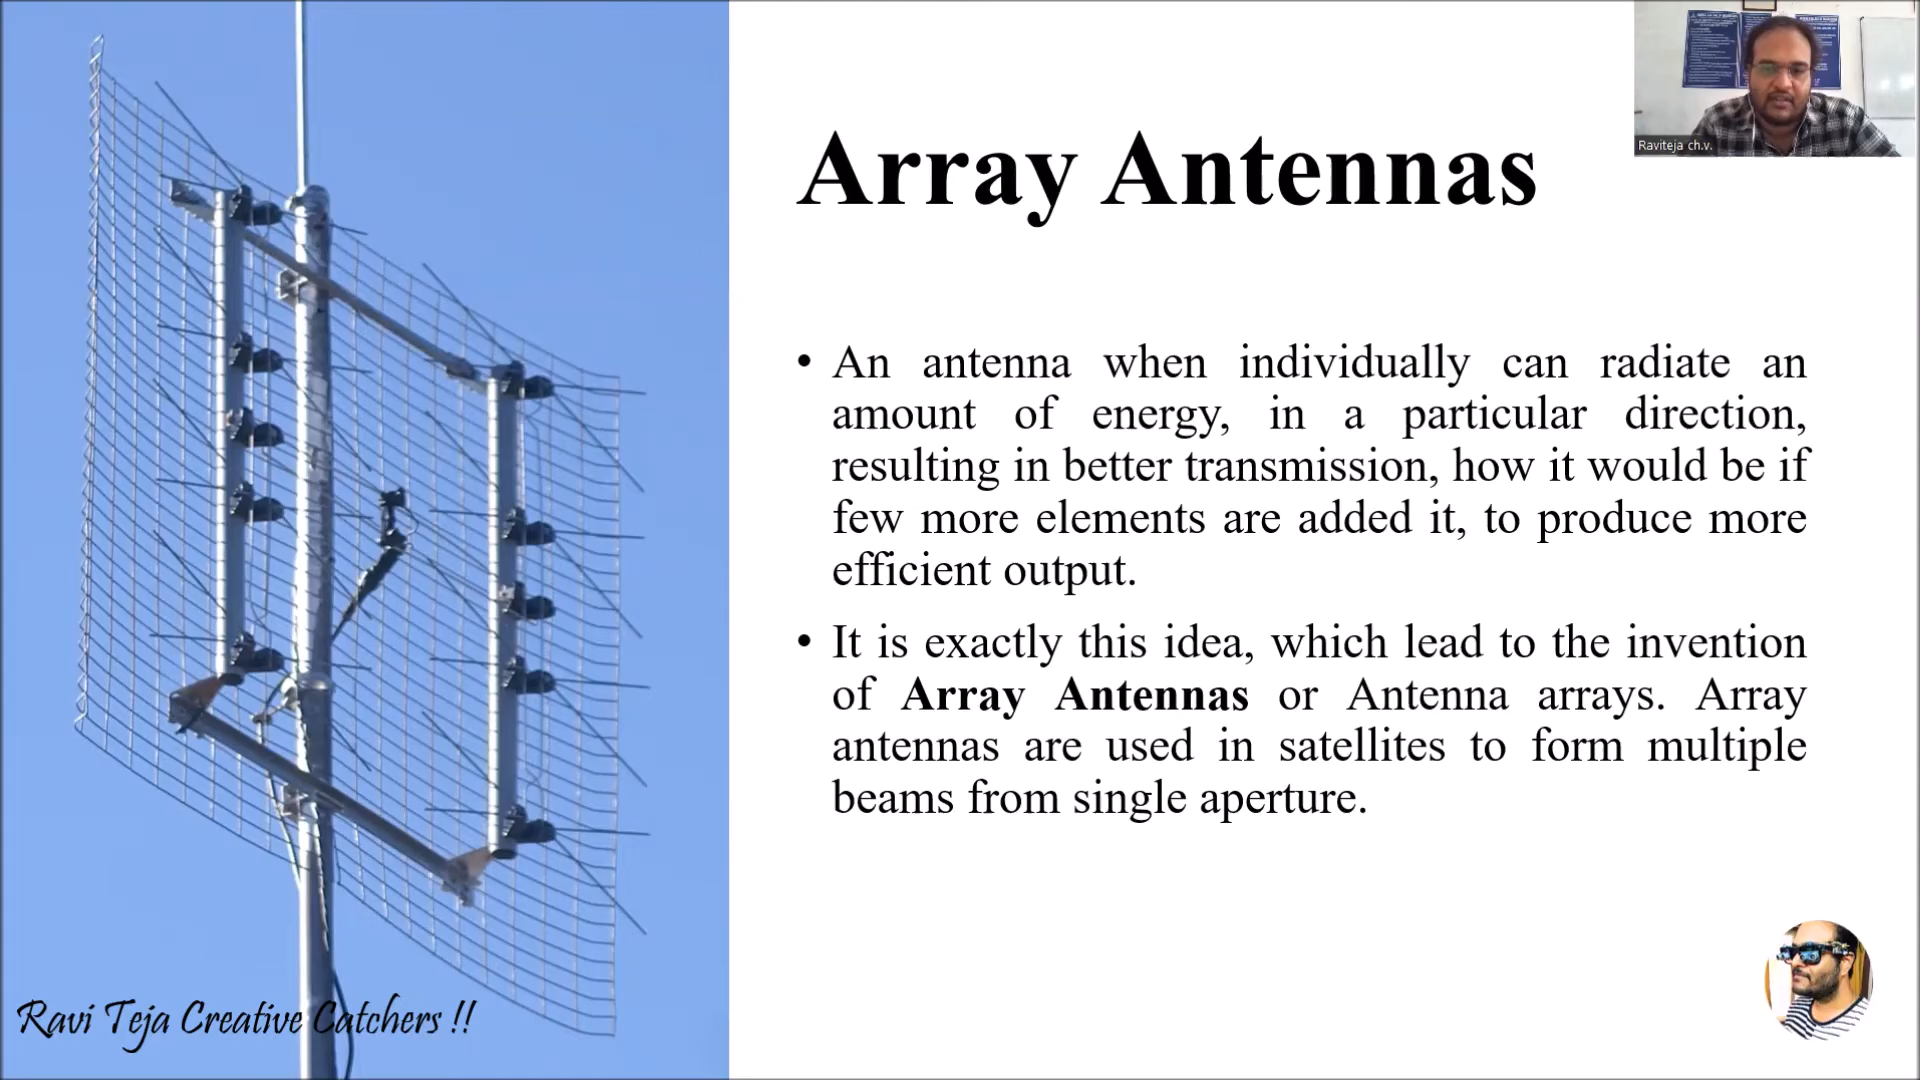 Array Antennas
Raviteja ch.v.
• An antenna when individually can radiate an
amount of energy, in a particular direction,
resulting in better transmission, how it would be if
few more elements are added it, to produce more
efficient output.
• It is exactly this idea, which lead to the invention
of Array Antennas or Antenna arrays. Array
antennas are used in satellites to form multiple
beams from single aperture.
Ravi Teja Creative Catchers !!